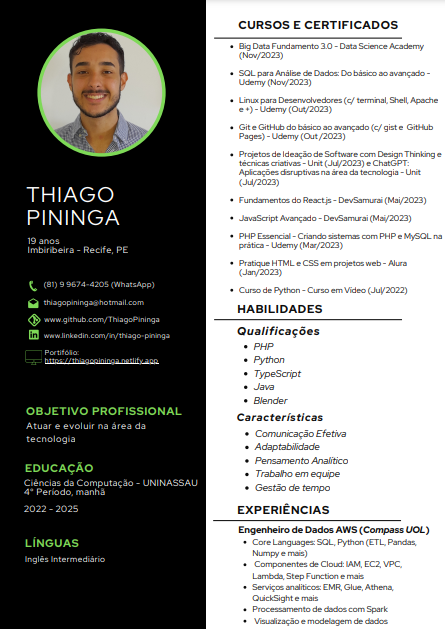 THIAGO
PININGA
19 anos
Imbiribeira - Recife, PE
(81) 9 9674-4205 (WhatsApp)
thiagopininga@hotmail.com
www.github.com/ThiagoPininga
www.linkedin.com/in/thiago-pininga
Portifólio:
https://thiagopininga.netlify.app
OBJETIVO PROFISSIONAL
Atuar e evoluir na área da
tecnologia
EDUCAÇÃO
Ciências da Computação - UNINASSAU
4° Período, manhã
2022 - 2025
LÍNGUAS
Inglês Intermediário
CURSOS E CERTIFICADOS
• Big Data Fundamento 3.0 - Data Science Academy
(Nov/2023)
• SQL para Análise de Dados: Do básico ao avançado -
Udemy (Nov/2023)
• Linux para Desenvolvedores (c/ terminal, Shell, Apache
e +) - Udemy (Out/2023)
• Git e GitHub do básico ao avançado (c/ gist e GitHub
Pages) - Udemy (Out /2023)
• Projetos de Ideação de Software com Design Thinking e
técnicas criativas - Unit (Jul/2023) e ChatGPT:
Aplicações disruptivas na área da tecnologia - Unit
(Jul/2023)
• Fundamentos do React.js - DevSamurai (Mai/2023)
• JavaScript Avançado - DevSamurai (Mai/2023)
• PHP Essencial - Criando sistemas com PHP e MySQL na
prática - Udemy (Mar/2023)
• Pratique HTML e CSS em projetos web - Alura
(Jan/2023)
• Curso de Python - Curso em Vídeo (Jul/2022)
HABILIDADES
Qualificações
• PHP
• Python
• TypeScript
• Java
• Blender
Características
• Comunicação Efetiva
• Adaptabilidade
• Pensamento Analítico
• Trabalho em equipe
• Gestão de tempo
EXPERIÊNCIAS
Engenheiro de Dados AWS (Compass UOL)
• Core Languages: SQL, Python (ETL, Pandas,
Numpy e mais)
• Componentes de Cloud: IAM, EC2, VPC,
Lambda, Step Function e mais
• Serviços analíticos: EMR, Glue, Athena,
QuickSight e mais
• Processamento de dados com Spark
• Visualização e modelagem de dados